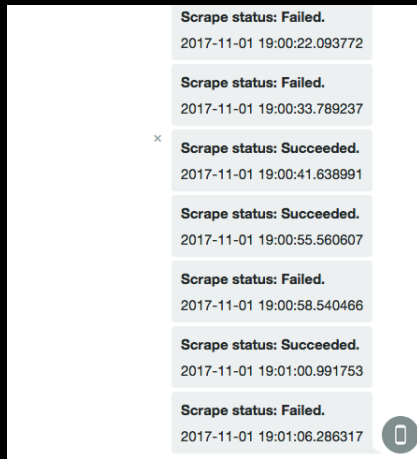 Scrape status: Failed.
2017-11-01 19:00:22.093772
Scrape status: Failed.
2017-11-01 19:00:33.789237
Scrape status: Succeeded.
2017-11-01 19:00:41.638991
Scrape status: Succeeded.
2017-11-01 19:00:55.560607
Scrape status: Failed.
2017-11-01 19:00:58.540466
Scrape status: Succeeded.
2017-11-01 19:01:00.991753
Scrape status: Failed.
2017-11-01 19:01:06.286317